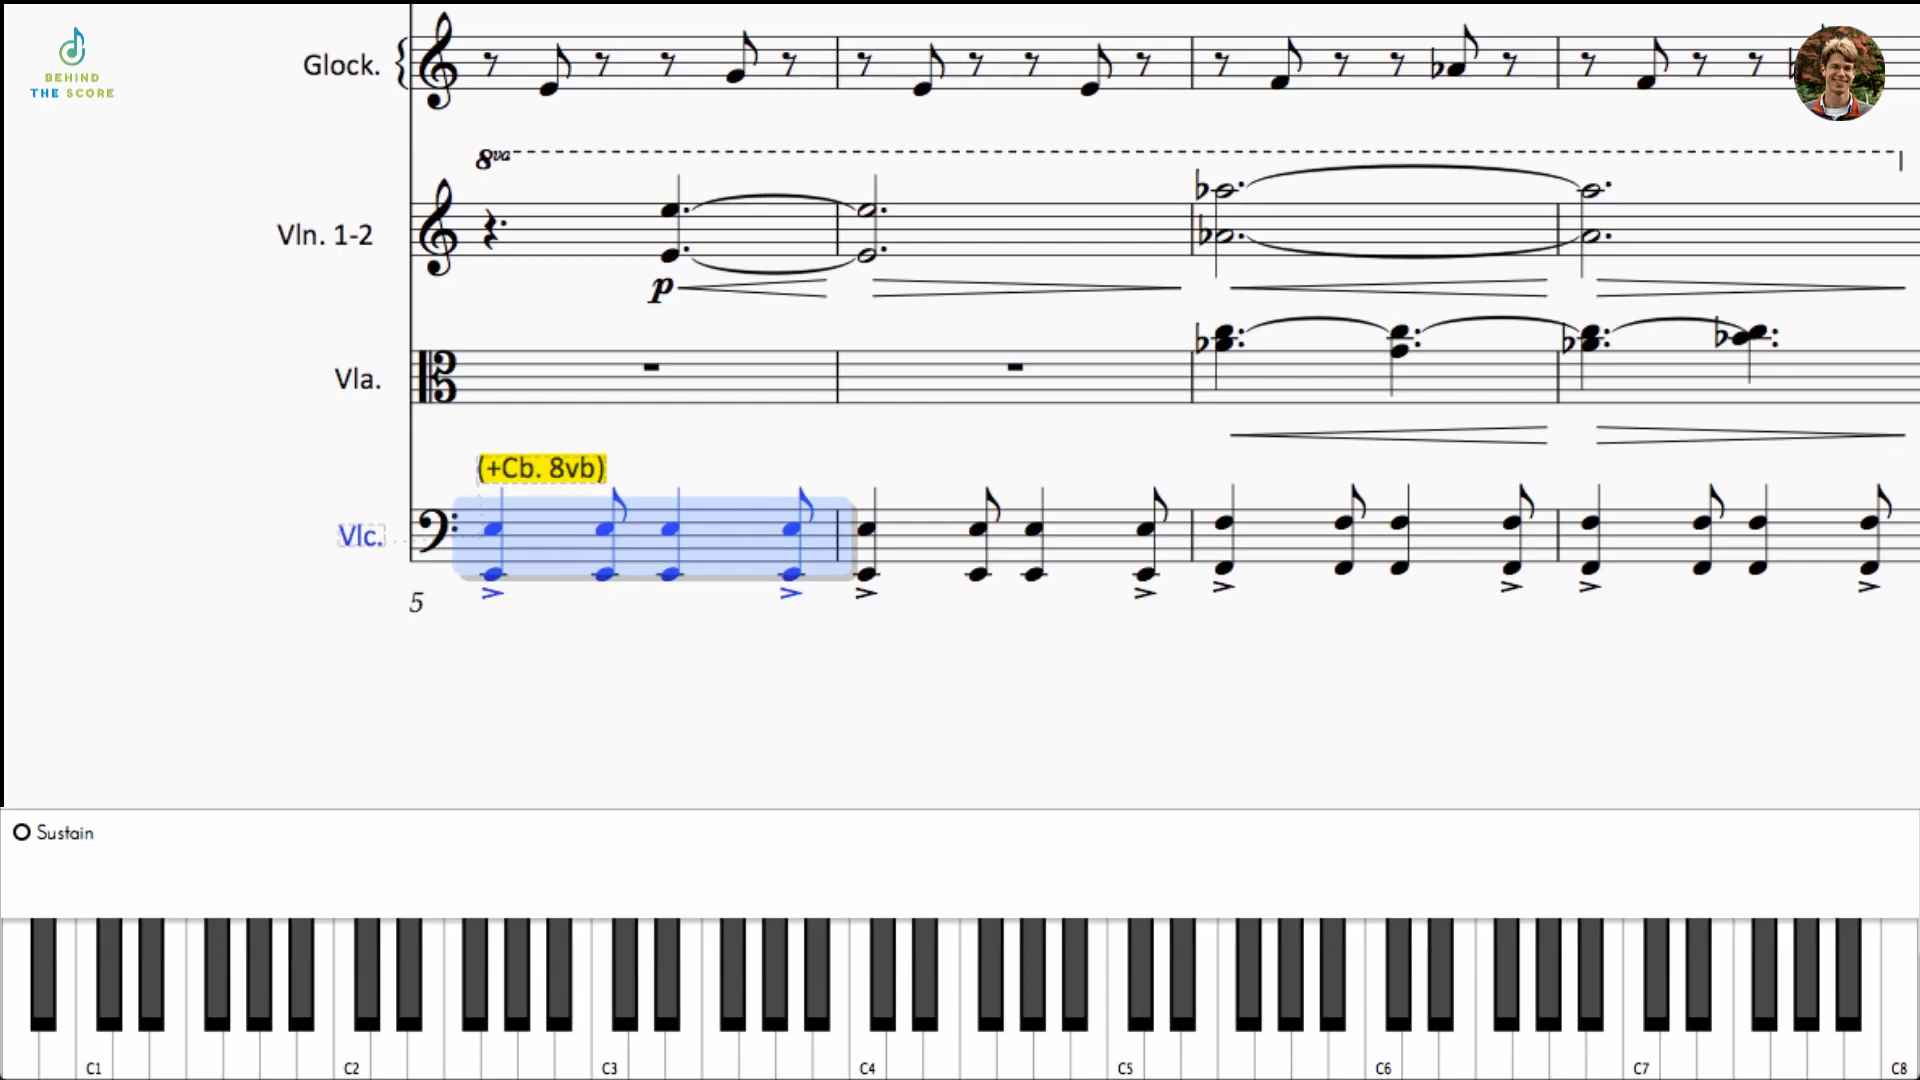 BEHIND
THE SCORE
Glock.
8va
Vln. 1-2
p
Vla.
(+Cb. 8vb)
Vlc.
5
Sustain
C1 C2 C3 C4 C5 C6 C7 C8